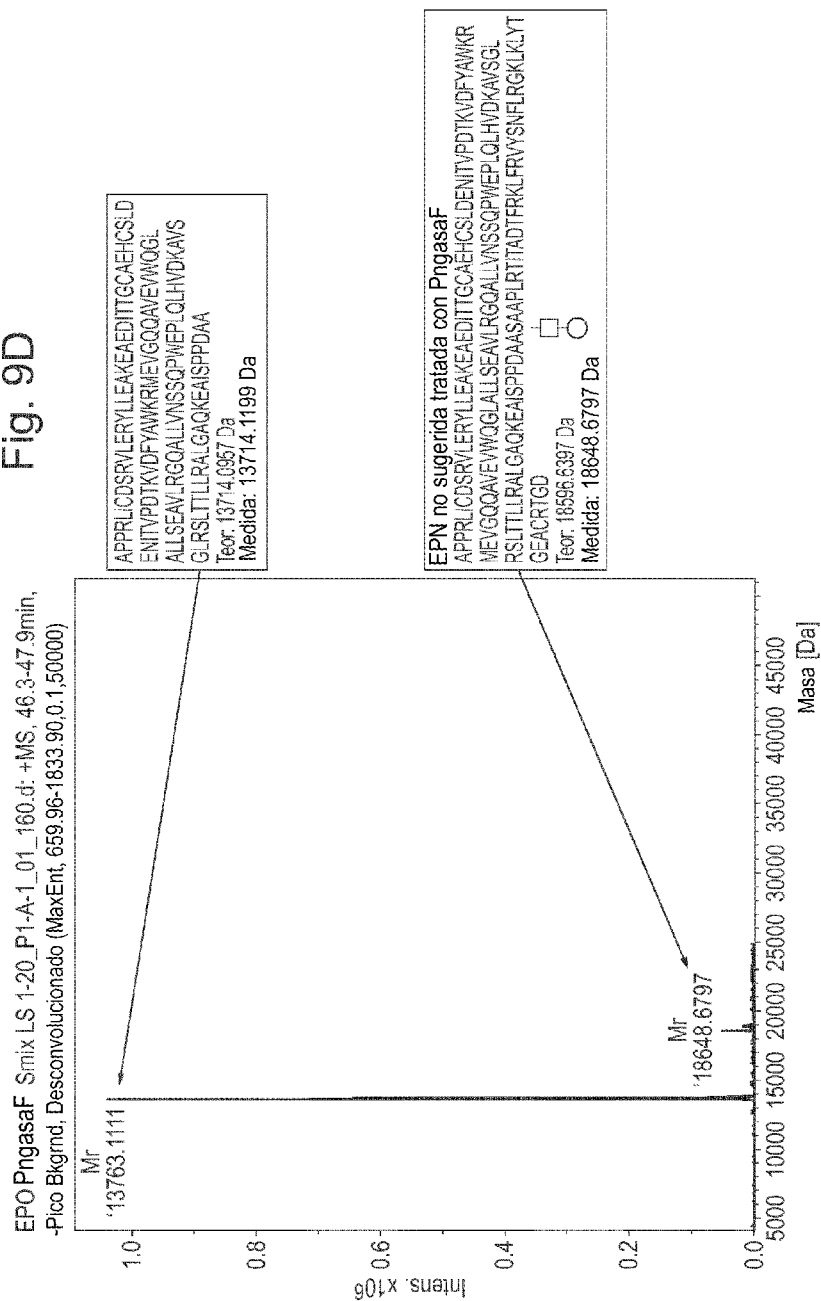 Fig. 9D
EPO PngasaF Smix LS 1-20_P1-A-1_01_160.d: +MS, 46.3-47.9min,
-Pico Bkgrnd, Desconvolucionado (MaxEnt, 659.96-1833.90,0.1,50000)
Intens. x10⁶
1.0
0.8
0.6
0.4
0.2
0.0
Mr
'13763.1111
Mr
'18648.6797
5000
10000
15000
20000
25000
30000
35000
40000
45000
Masa [Da]
APPRLICDSRVLERYLLEAKEAEDITTGCAEHCSLD
ENITVPDTKVDFYAWKRMEVGQQAVEVWQGL
ALLSEAVLRGQALLVNSSQPWEPLQLHVDKAVS
GLRSLTTLLRALGAQKEAISPPDAA
Teor: 13714.0957 Da
Medida: 13714.1199 Da
EPN no sugerida tratada con PngasaF
APPRLICDSRVLERYLLEAKEAEDITTGCAEHCSLDENITVPDTKVDFYAWKR
MEVGQQAVEVWQGLALLSEAVLRGQALLVNSSQPWEPLQLHVDKAVSGL
RSLTTLLRALGAQKEAISPPDAASAAPLRTITADTFRKLFRVYSNFLRGKLKLYT
GEACRTGD
Teor: 18596.6397 Da
Medida: 18648.6797 Da